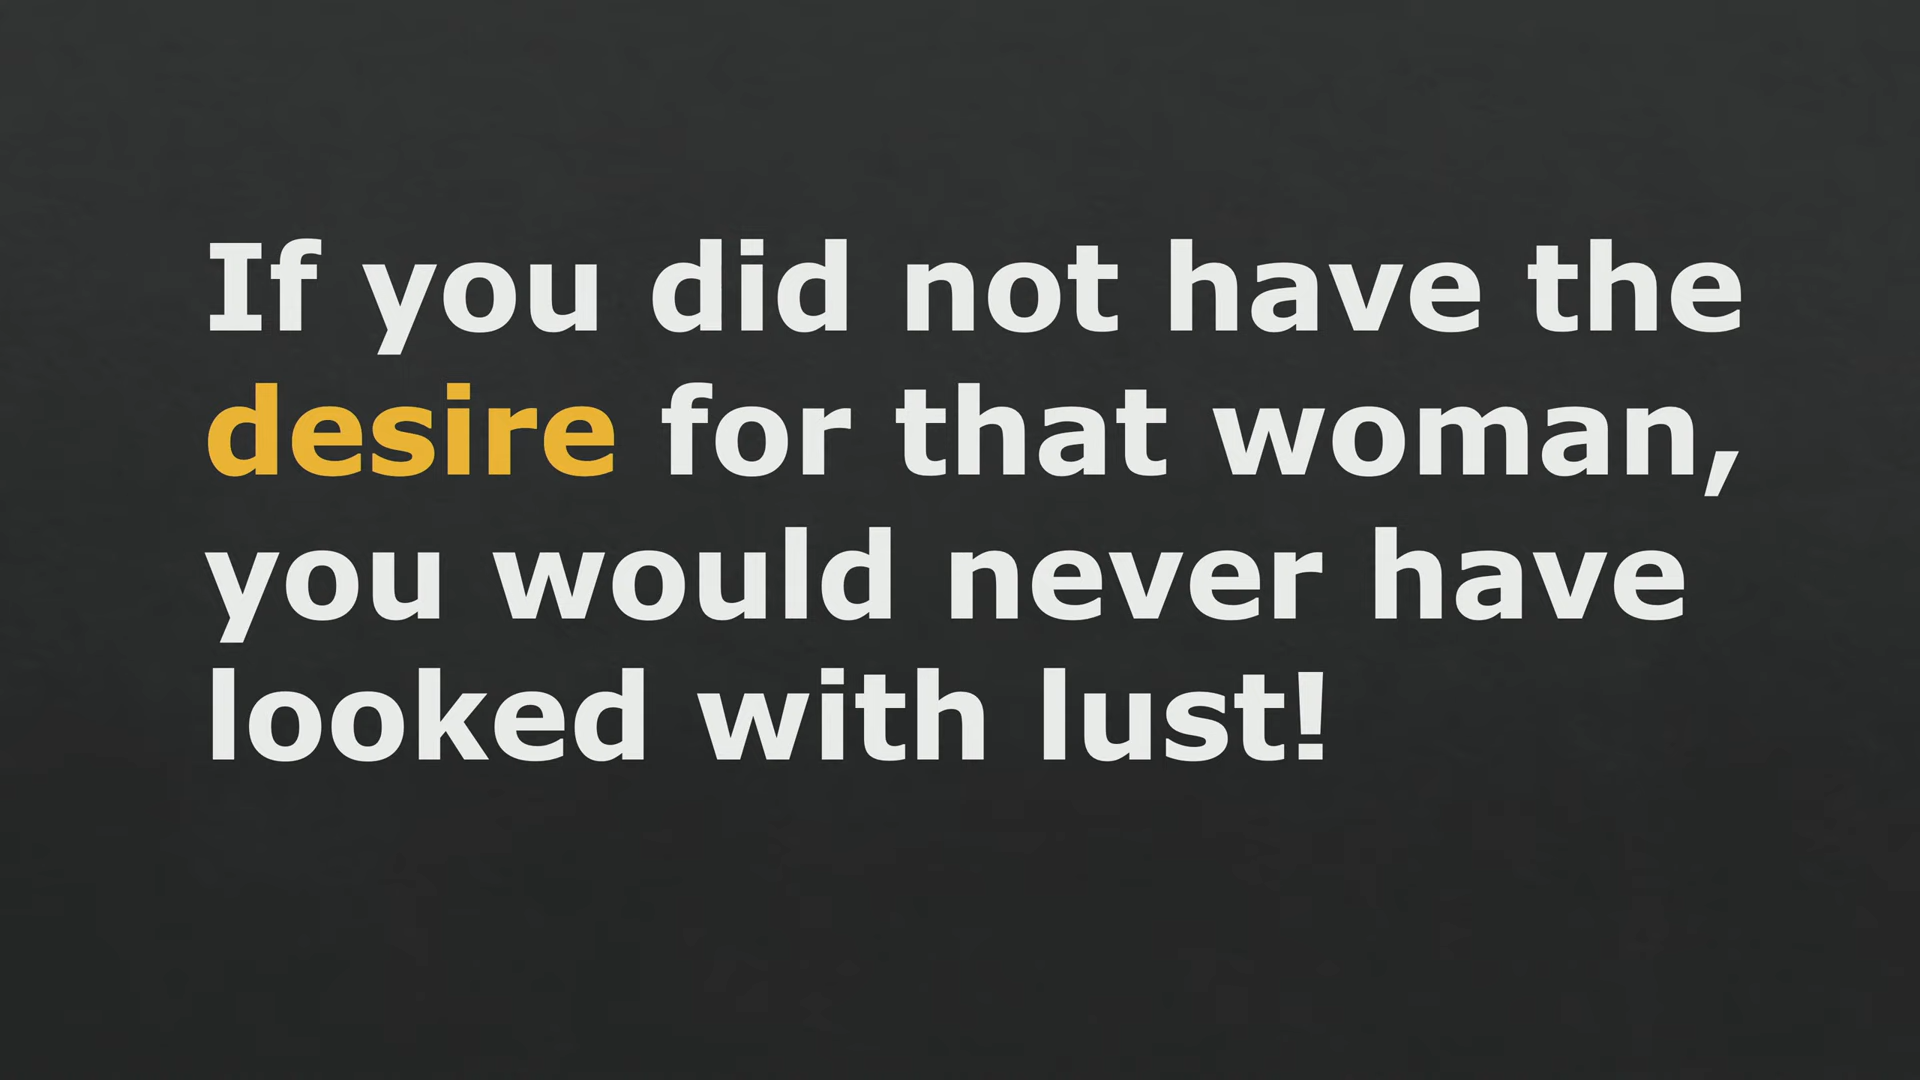 If you did not have the
desire for that woman,
you would never have
looked with lust!